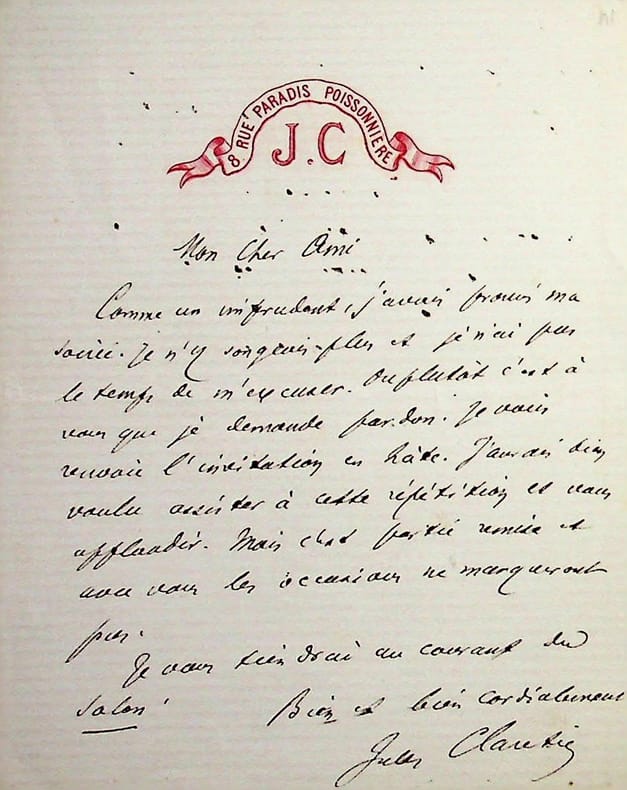 8. RUE PARADIS POISSONNIERE
J.C
Mon Cher Ami
Comme un imprudent, j'avais promis ma
soirée. Je n'y songeais plus et je n'ai pas
le temps de m'excuser. Ou plutôt c'est à
vous que je demande pardon. Je vous
renvoie l'invitation en hâte. J'aurais bien
voulu assister à cette répétition et vous
applaudir. Mais c'est partie remise et
avec vous les occasions ne manqueront
pas.
Je vous tiendrai au courant du
Salon
Bien et bien cordialement
Jules Claretie